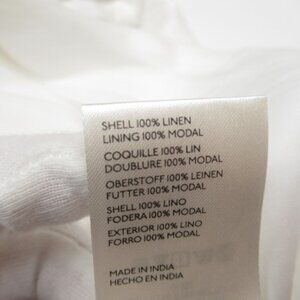 SHELL 100% LINEN
LINING 100% MODAL
COQUILLE 100% LIN
DOUBLURE 100% MODAL
OBERSTOFF 100% LEINEN
FUTTER 100% MODAL
SHELL 100% LINO
FODERA 100% MODAL
EXTERIOR 100% LINO
FORRO 100% MODAL
MADE IN INDIA
HECHO EN INDIA